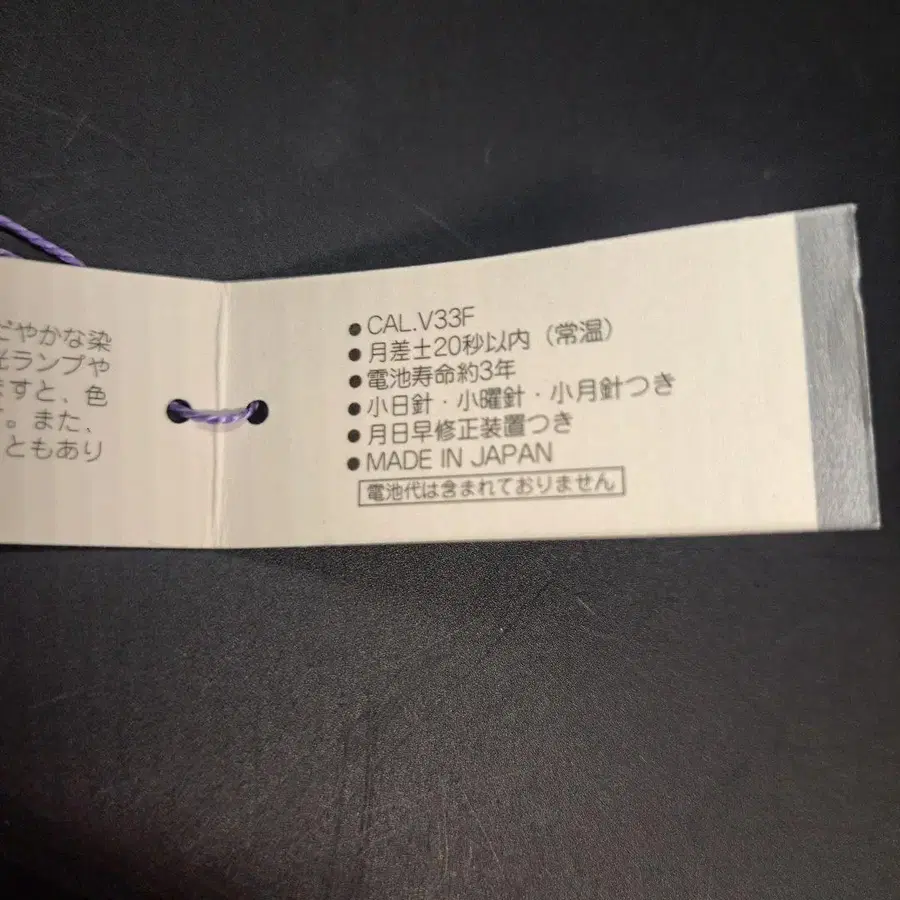 だやかな染
光ランプや
ますと、色
。また、
ともあり
● CAL.V33F
● 月差±20秒以内（常温）
● 電池寿命約3年
● 小日針・小曜針・小月針つき
● 月日早修正装置つき
● MADE IN JAPAN
電池代は含まれておりません